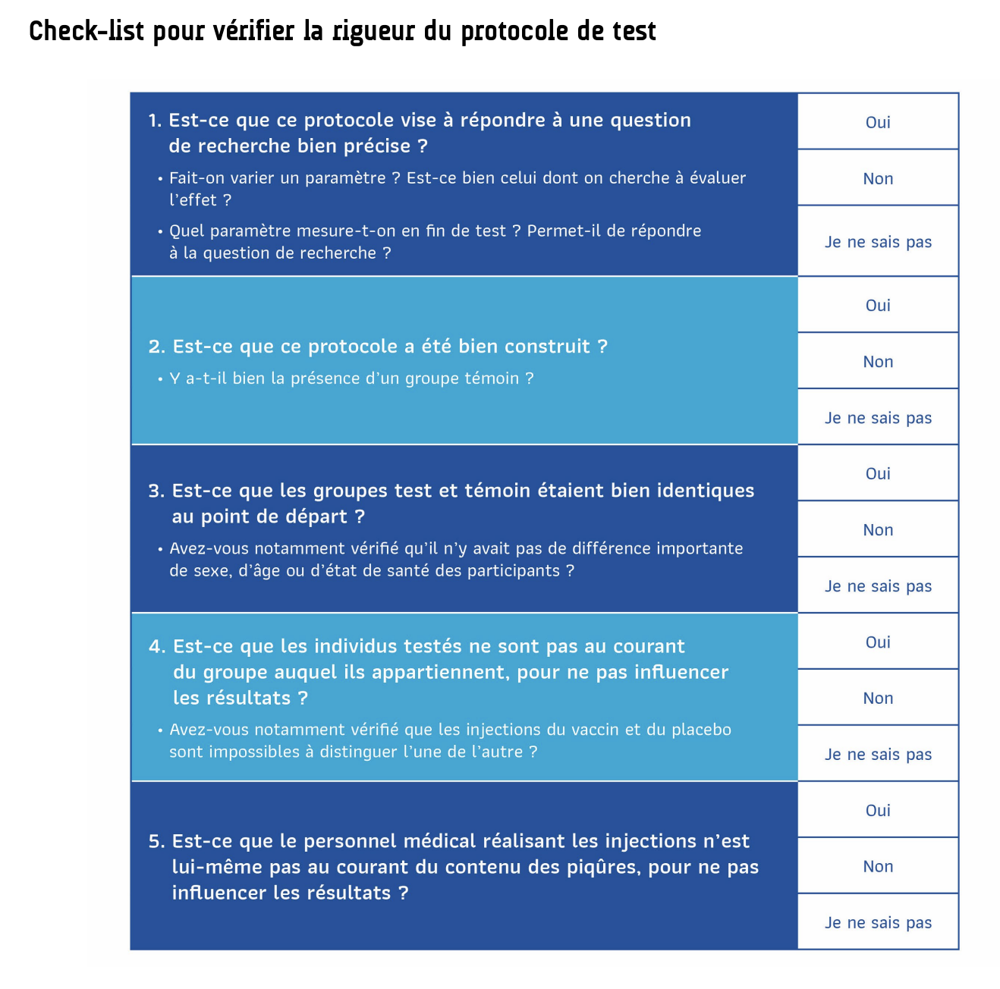 Check-list pour vérifier la rigueur du protocole de test
1. Est-ce que ce protocole vise à répondre à une question
de recherche bien précise ?
• Fait-on varier un paramètre ? Est-ce bien celui dont on cherche à évaluer
l’effet ?
• Quel paramètre mesure-t-on en fin de test ? Permet-il de répondre
à la question de recherche ?
Oui
Non
Je ne sais pas
2. Est-ce que ce protocole a été bien construit ?
• Y a-t-il bien la présence d’un groupe témoin ?
Oui
Non
Je ne sais pas
3. Est-ce que les groupes test et témoin étaient bien identiques
au point de départ ?
• Avez-vous notamment vérifié qu’il n’y avait pas de différence importante
de sexe, d’âge ou d’état de santé des participants ?
Oui
Non
Je ne sais pas
4. Est-ce que les individus testés ne sont pas au courant
du groupe auquel ils appartiennent, pour ne pas influencer
les résultats ?
• Avez-vous notamment vérifié que les injections du vaccin et du placebo
sont impossibles à distinguer l’une de l’autre ?
Oui
Non
Je ne sais pas
5. Est-ce que le personnel médical réalisant les injections n’est
lui-même pas au courant du contenu des piqûres, pour ne pas
influencer les résultats ?
Oui
Non
Je ne sais pas